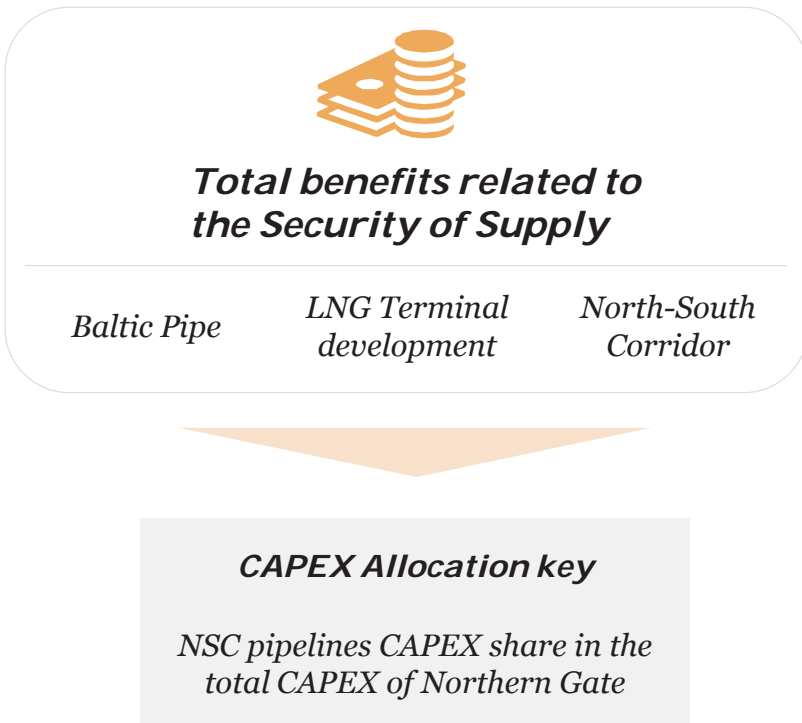 Total benefits related to
the Security of Supply
Baltic Pipe
LNG Terminal
development
North-South
Corridor
CAPEX Allocation key
NSC pipelines CAPEX share in the
total CAPEX of Northern Gate